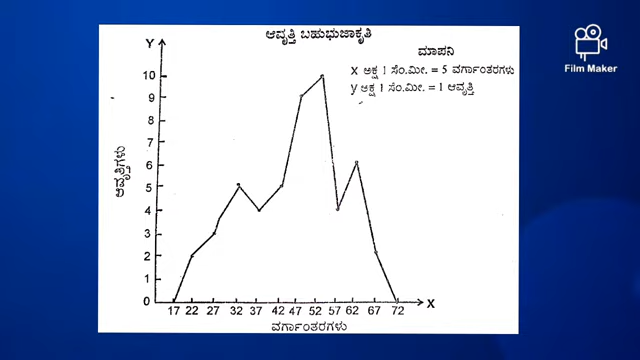 ಆವೃತ್ತಿ ಬಹುಭುಜಾಕೃತಿ
Y
ಮಾಪನಿ
x ಅಕ್ಷ 1 ಸೆಂ.ಮೀ. = 5 ವರ್ಗಾಂತರಗಳು
y ಅಕ್ಷ 1 ಸೆಂ.ಮೀ. = 1 ಆವೃತ್ತಿ
Film Maker
ಆವೃತ್ತಿಗಳು
10
9
8
7
6
5
4
3
2
1
0
17 22 27 32 37 42 47 52 57 62 67 72
X
ವರ್ಗಾಂತರಗಳು